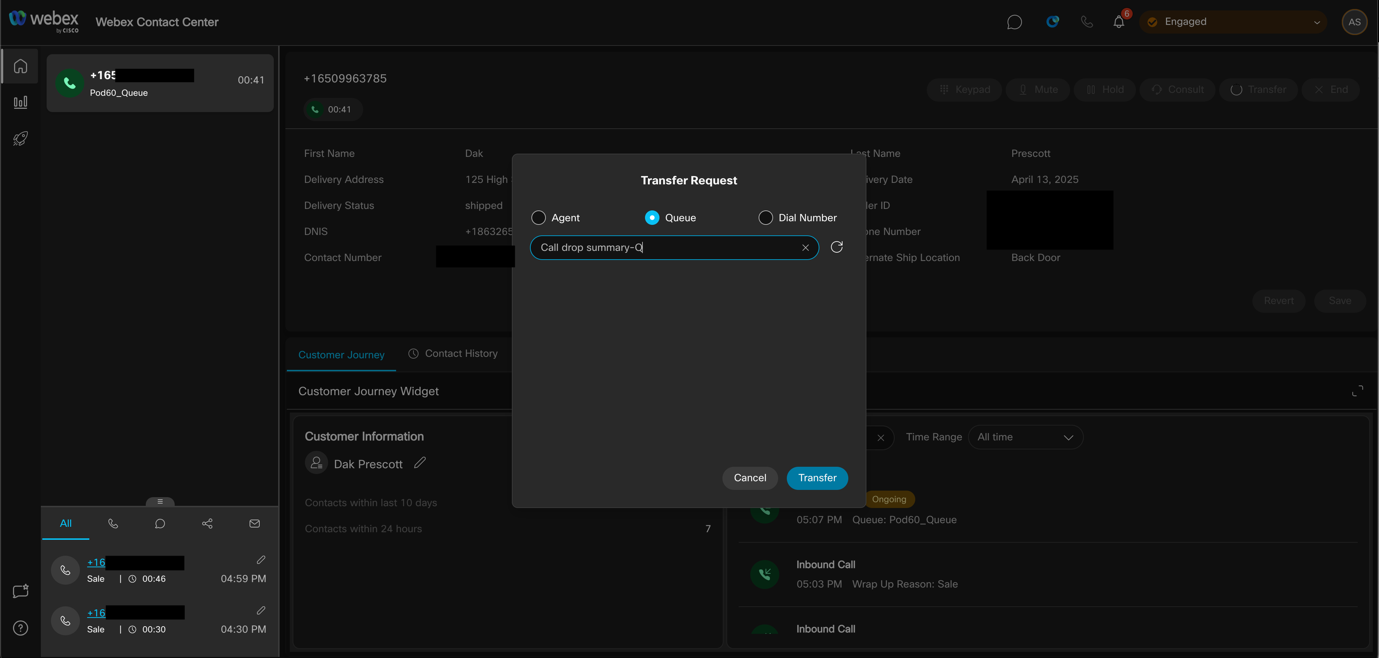 webex
by CISCO
Webex Contact Center
6
Engaged
AS
+165
00:41
Pod60_Queue
+16509963785
00:41
Keypad
Mute
Hold
Consult
Transfer
End
First Name
Dak
Last Name
Prescott
Delivery Address
125 High
ivery Date
April 13, 2025
Delivery Status
shipped
er ID
DNIS
+1863265
one Number
Contact Number
ernate Ship Location
Back Door
Revert
Save
Transfer Request
Agent
Queue
Dial Number
Call drop summary-Q
Cancel
Transfer
Customer Journey
Contact History
Customer Journey Widget
Customer Information
Dak Prescott
Contacts within last 10 days
Contacts within 24 hours
7
Time Range
All time
Ongoing
05:07 PM Queue: Pod60_Queue
Inbound Call
05:03 PM Wrap Up Reason: Sale
Inbound Call
All
+16
Sale | 00:46
04:59 PM
+16
Sale | 00:30
04:30 PM